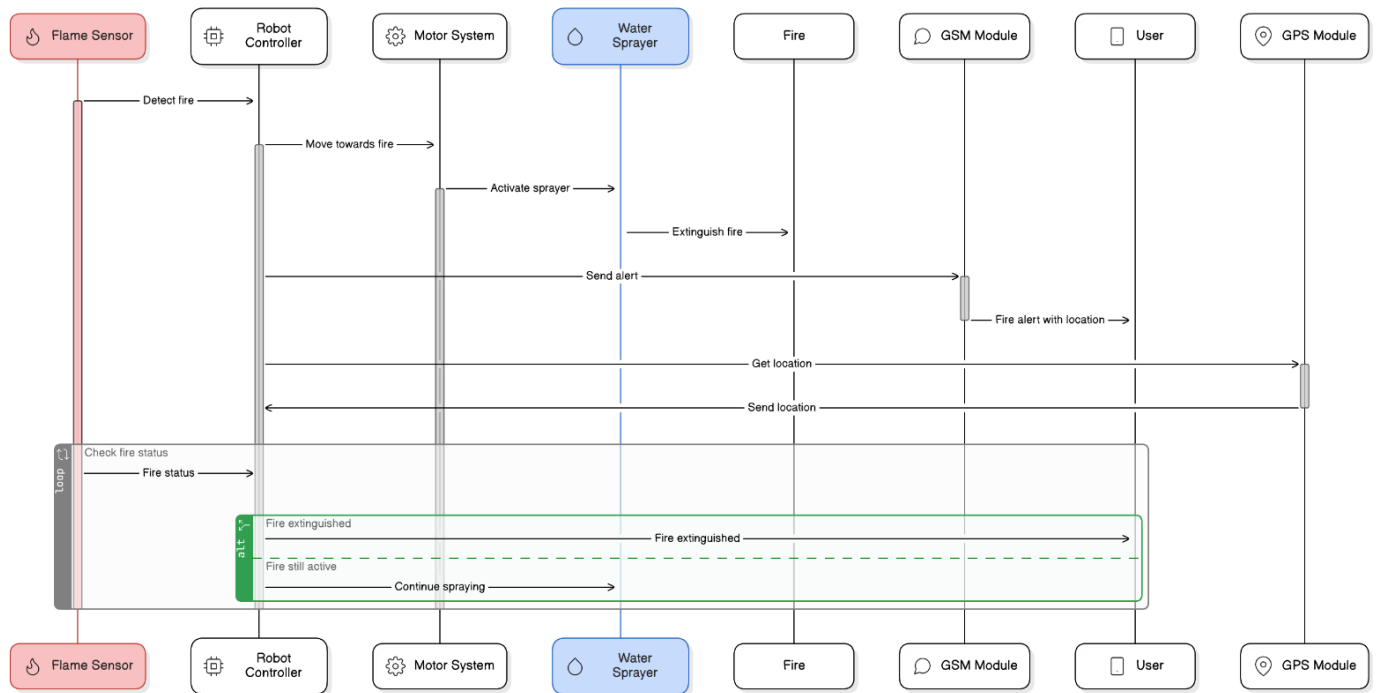 Flame Sensor
Robot
Controller
Motor System
Water
Sprayer
Fire
GSM Module
User
GPS Module
Detect fire
Move towards fire
Activate sprayer
Extinguish fire
Send alert
Fire alert with location
Get location
Send location
loop
Check fire status
Fire status
alt
Fire extinguished
Fire extinguished
Fire still active
Continue spraying
Flame Sensor
Robot
Controller
Motor System
Water
Sprayer
Fire
GSM Module
User
GPS Module